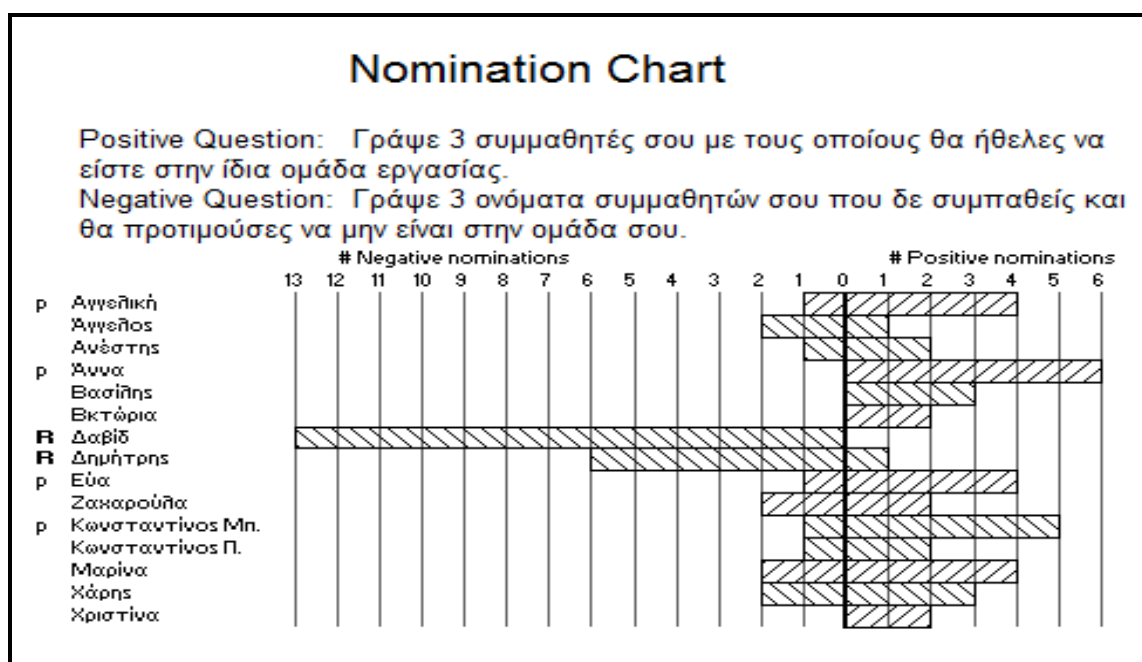 Nomination Chart
Positive Question: Γράψε 3 συμμαθητές σου με τους οποίους θα ήθελες να
είστε στην ίδια ομάδα εργασίας.
Negative Question: Γράψε 3 ονόματα συμμαθητών σου που δε συμπαθείς και
θα προτιμούσες να μην είναι στην ομάδα σου.
# Negative nominations # Positive nominations
13 12 11 10 9 8 7 6 5 4 3 2 1 0 1 2 3 4 5 6
p Αγγελική
Άγγελος
Ανέστης
p Άννα
Βασίλης
Βκτώρια
R Δαβίδ
R Δημήτρης
p Εύα
Ζαχαρούλα
p Κωνσταντίνος Μπ.
Κωνσταντίνος Π.
Μαρίνα
Χάρης
Χριστίνα